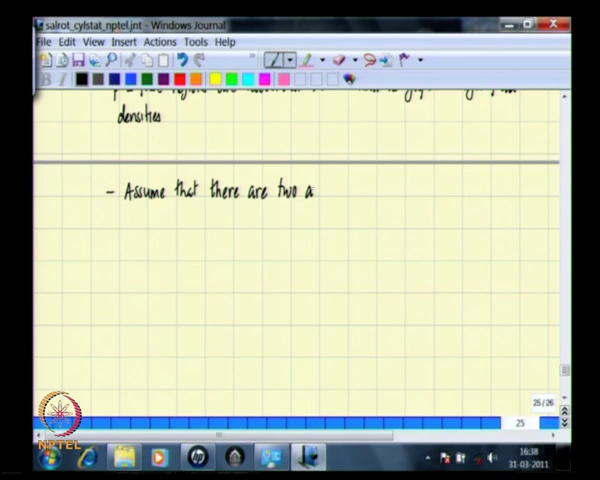 salrot_cylstat_nptel.jnt - Windows Journal
File Edit View Insert Actions Tools Help
densities
- Assume that there are two a
25 / 26
25
NPTEL
16:38
31-03-2011